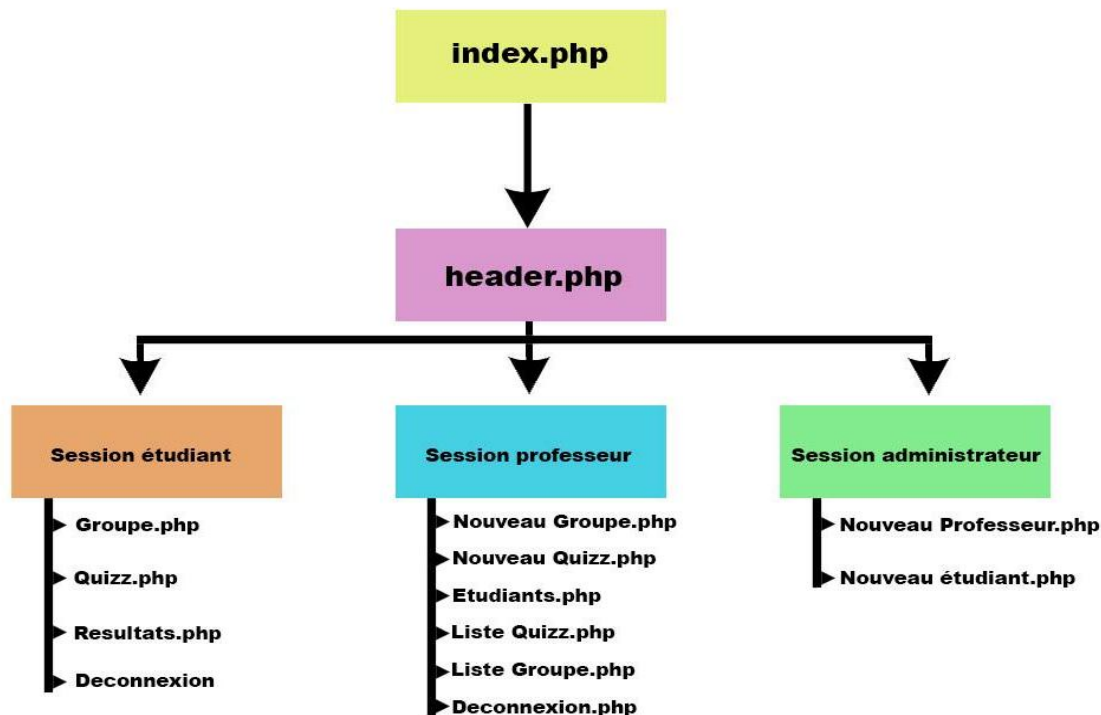 index.php
header.php
Session étudiant
Groupe.php
Quizz.php
Resultats.php
Deconnexion
Session professeur
Nouveau Groupe.php
Nouveau Quizz.php
Etudiants.php
Liste Quizz.php
Liste Groupe.php
Deconnexion.php
Session administrateur
Nouveau Professeur.php
Nouveau étudiant.php